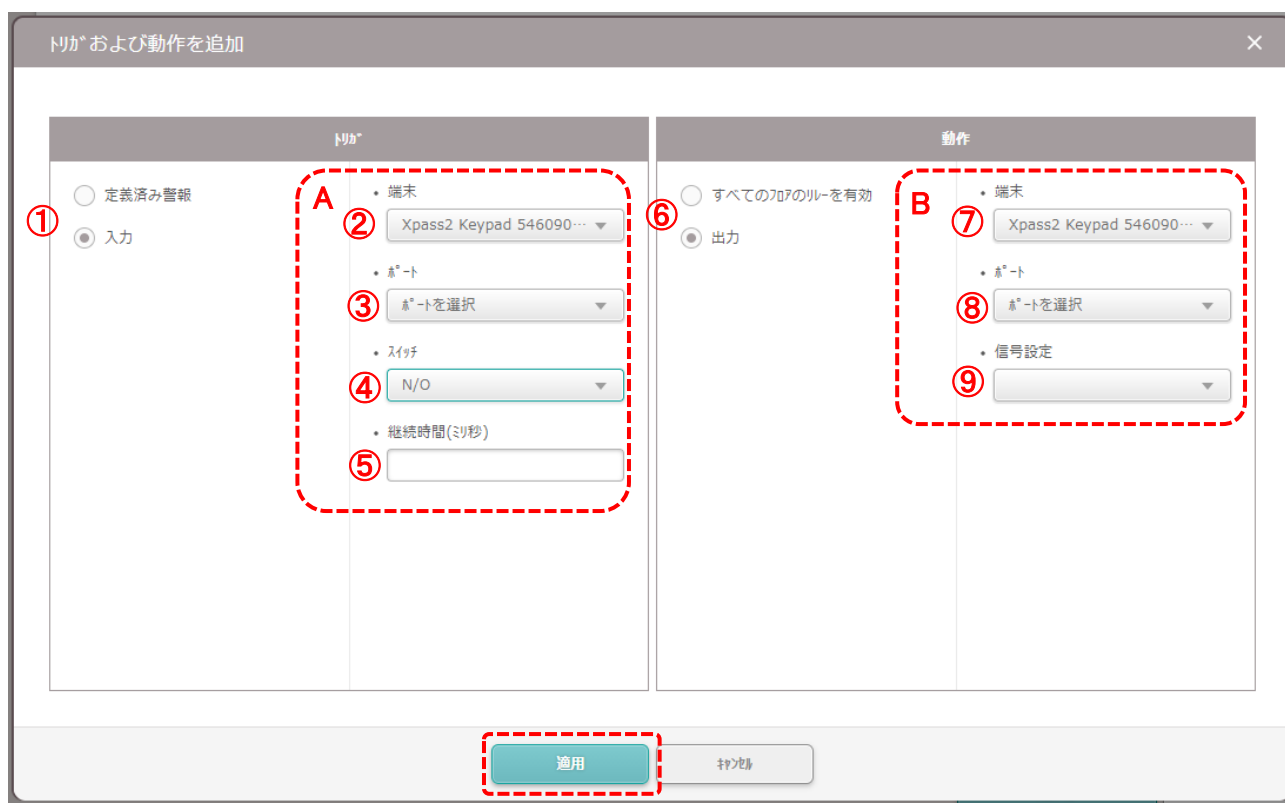 ﾄﾘｶﾞおよび動作を追加 ×
ﾄﾘｶﾞ
① 定義済み警報
入力
A ・端末
② Xpass2 Keypad 546090…
・ﾎﾟｰﾄ
③ ﾎﾟｰﾄを選択
・ｽｲｯﾁ
④ N/O
・継続時間(ﾐﾘ秒)
⑤
動作
⑥ すべてのﾌﾛｱのﾘﾚｰを有効
出力
B ・端末
⑦ Xpass2 Keypad 546090…
・ﾎﾟｰﾄ
⑧ ﾎﾟｰﾄを選択
・信号設定
⑨
適用
ｷｬﾝｾﾙ